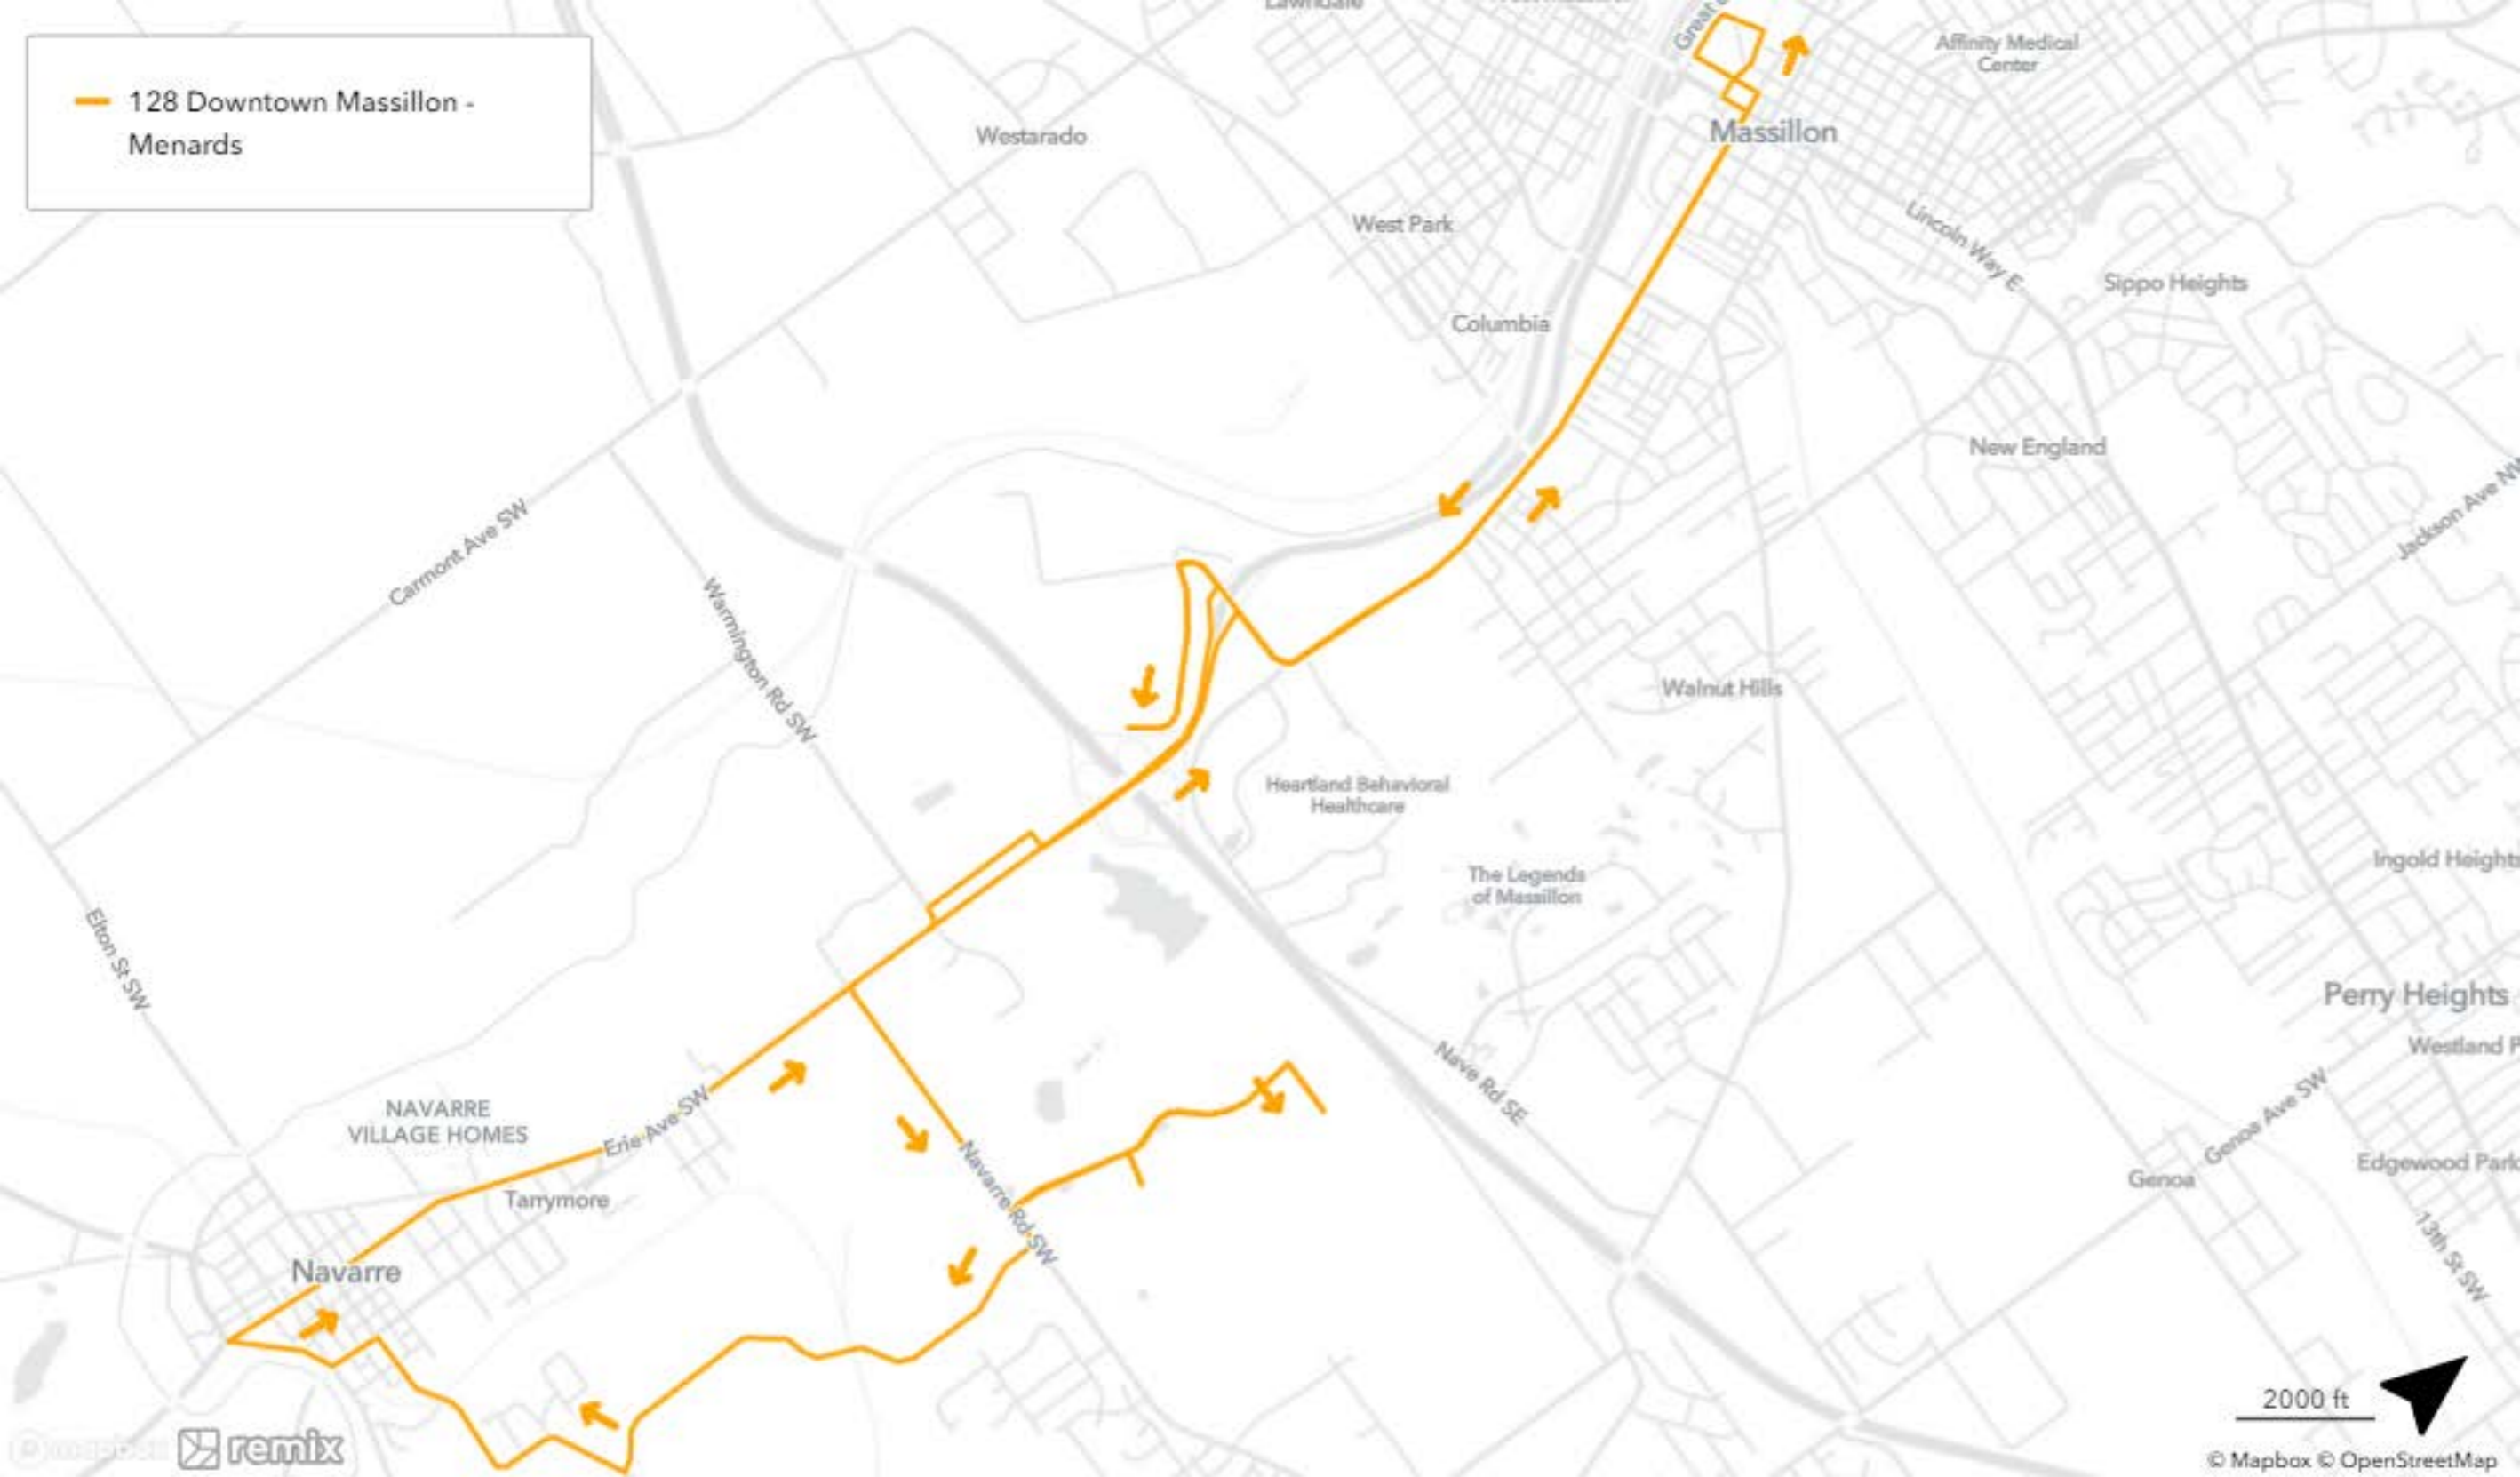 128 Downtown Massillon -
Menards
Great
Affinity Medical
Center
Westarado
Massillon
West Park
Lincoln Way E
Sippo Heights
Columbia
New England
Jackson Ave NW
Carmont Ave SW
Warmington Rd SW
Walnut Hills
Heartland Behavioral
Healthcare
The Legends
of Massillon
Ingold Heights
Elton St SW
Perry Heights
Westland P
Nave Rd SE
NAVARRE
VILLAGE HOMES
Erie Ave SW
Genoa Ave SW
Edgewood Park
Genoa
Tarrymore
Navarre Rd SW
13th St SW
Navarre
2000 ft
mapbox
remix
© Mapbox © OpenStreetMap